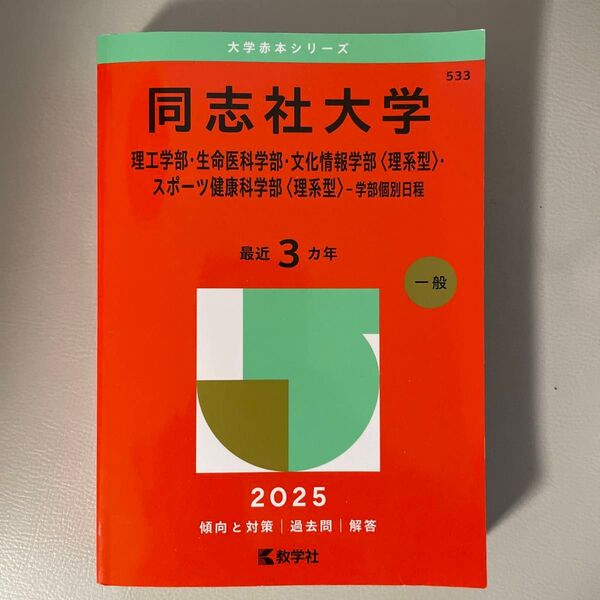 大学赤本シリーズ
533
同志社大学
理工学部・生命医科学部・文化情報学部〈理系型〉・
スポーツ健康科学部〈理系型〉−学部個別日程
最近 3 カ年
一般
2025
傾向と対策｜過去問｜解答
教学社